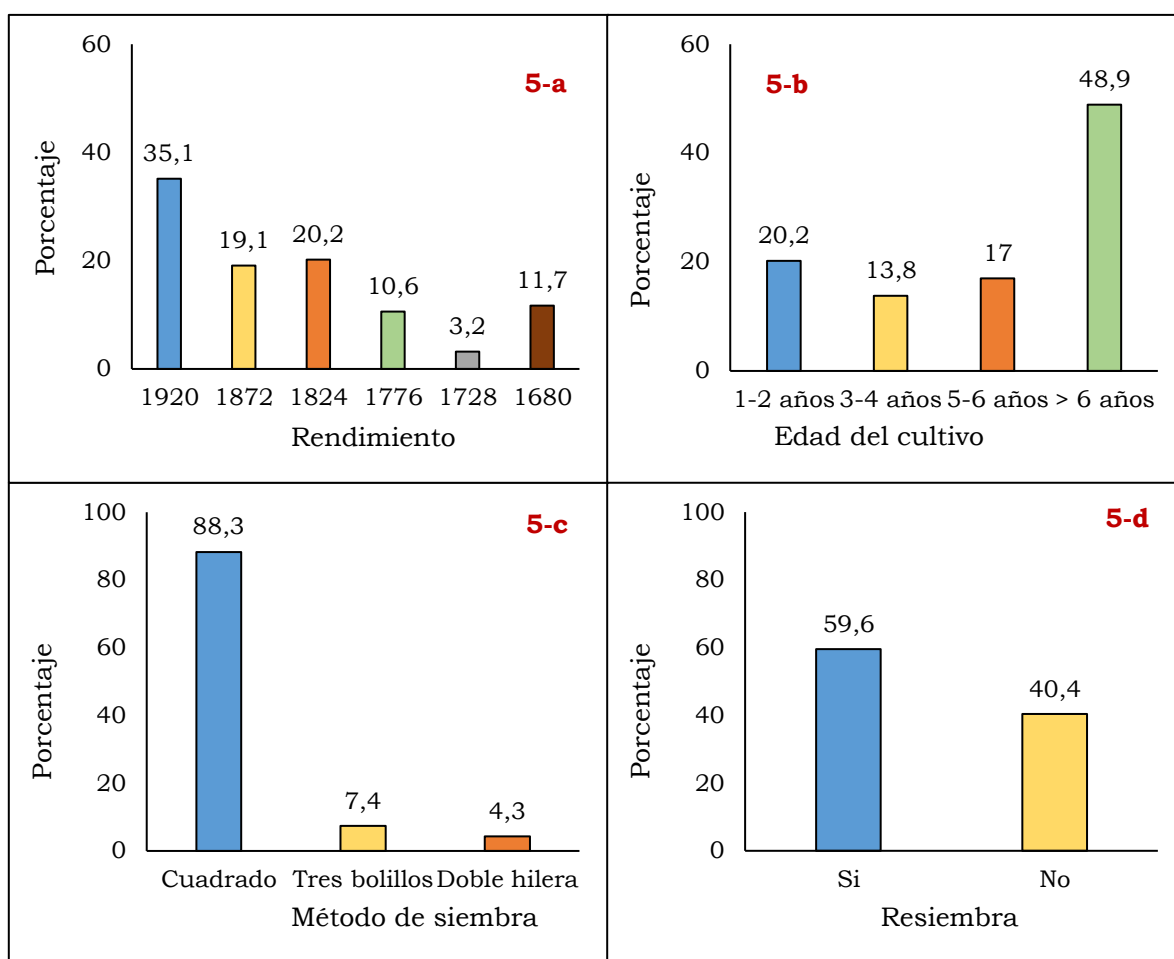 5-a
Porcentaje
60
40
20
0
35,1
19,1
20,2
10,6
3,2
11,7
1920 1872 1824 1776 1728 1680
Rendimiento
5-b
Porcentaje
60
40
20
0
20,2
13,8
17
48,9
1-2 años 3-4 años 5-6 años > 6 años
Edad del cultivo
5-c
Porcentaje
100
80
60
40
20
0
88,3
7,4
4,3
Cuadrado Tres bolillos Doble hilera
Método de siembra
5-d
Porcentaje
100
80
60
40
20
0
59,6
40,4
Si No
Resiembra